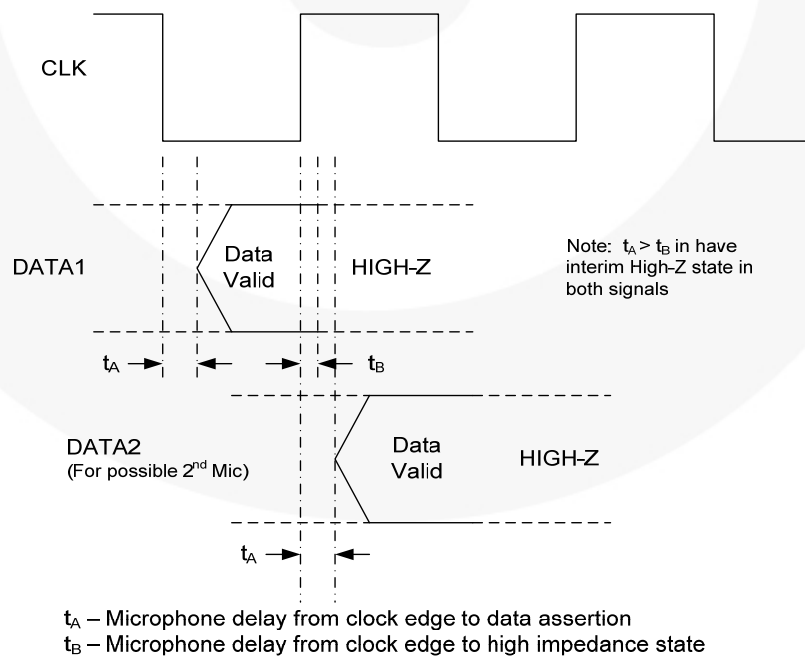 CLK
DATA1
Data
Valid
HIGH-Z
Note: tA > tB in have
interim High-Z state in
both signals
tA
tB
DATA2
(For possible 2nd Mic)
Data
Valid
HIGH-Z
tA
tA – Microphone delay from clock edge to data assertion
tB – Microphone delay from clock edge to high impedance state